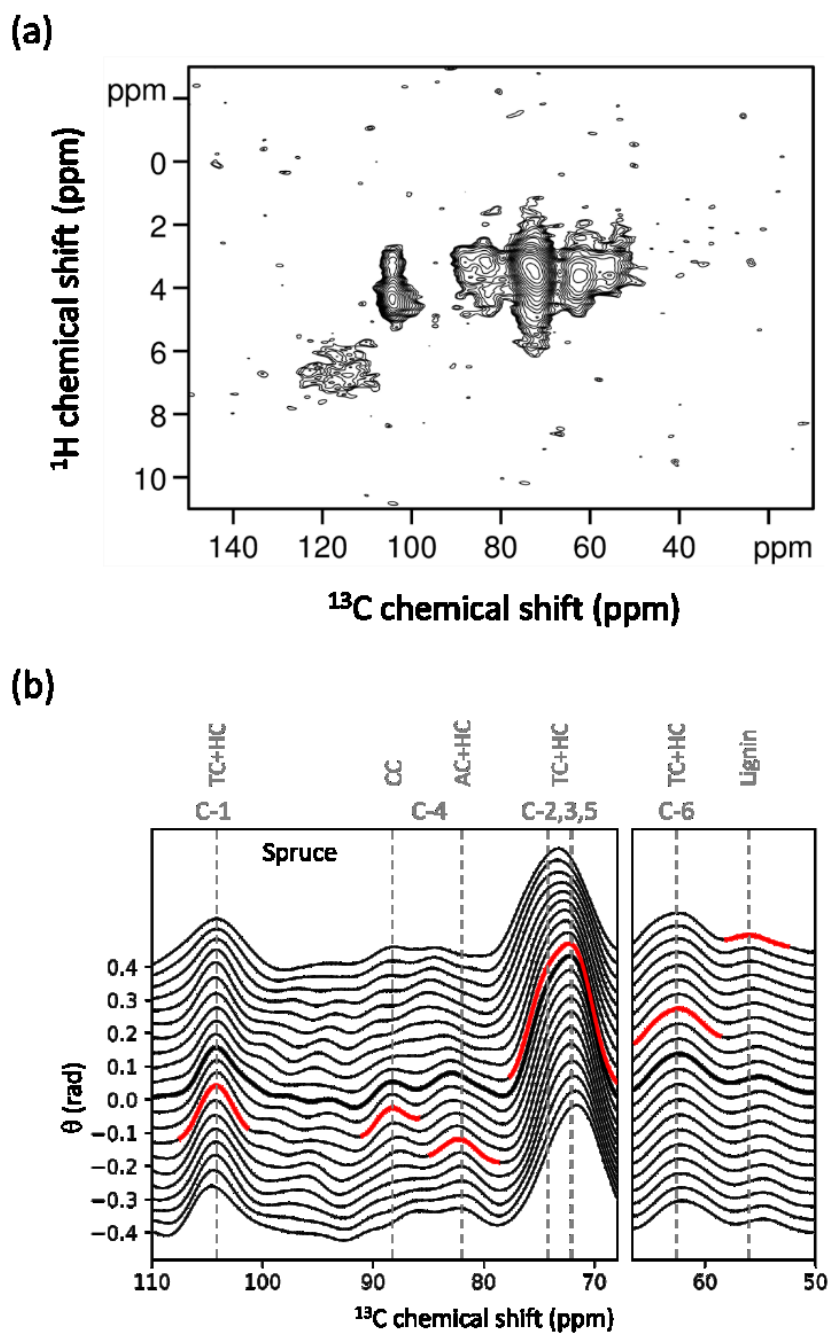 (a)
ppm
0
2
4
6
8
10
¹H chemical shift (ppm)
140 120 100 80 60 40 ppm
¹³C chemical shift (ppm)
(b)
TC+HC CC AC+HC TC+HC TC+HC Lignin
C-1 C-4 C-2,3,5 C-6
Spruce
0.4
0.3
0.2
0.1
0.0
−0.1
−0.2
−0.3
−0.4
θ (rad)
110 100 90 80 70 60 50
¹³C chemical shift (ppm)